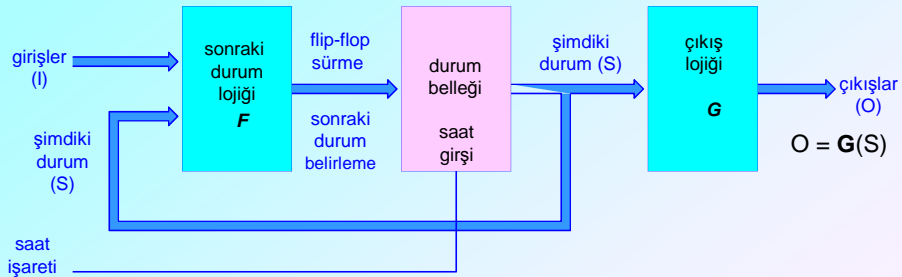 girişler
(I)
şimdiki
durum
(S)
saat
işareti
sonraki
durum
lojiği
F
flip-flop
sürme
sonraki
durum
belirleme
durum
belleği
saat
girşi
şimdiki
durum (S)
çıkış
lojiği
G
çıkışlar
(O)
O = G(S)